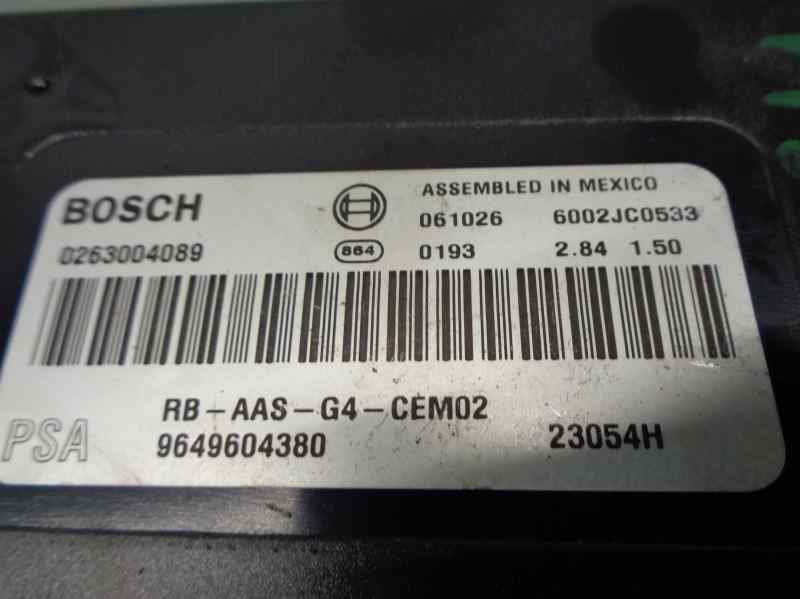 BOSCH ASSEMBLED IN MEXICO
061026 6002JC0533
0263004089 864 0193 2.84 1.50
RB-AAS-G4-CEM02
PSA 9649604380 23054H